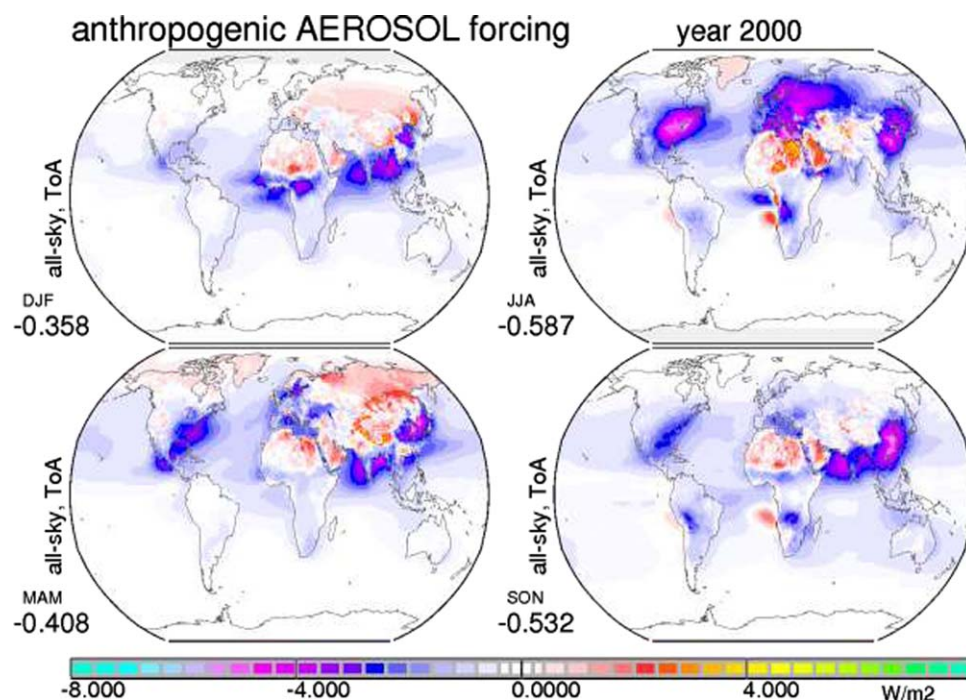 anthropogenic AEROSOL forcing year 2000
all-sky, ToA
DJF
-0.358
all-sky, ToA
JJA
-0.587
all-sky, ToA
MAM
-0.408
all-sky, ToA
SON
-0.532
-8.000 -4.000 0.0000 4.000 W/m2